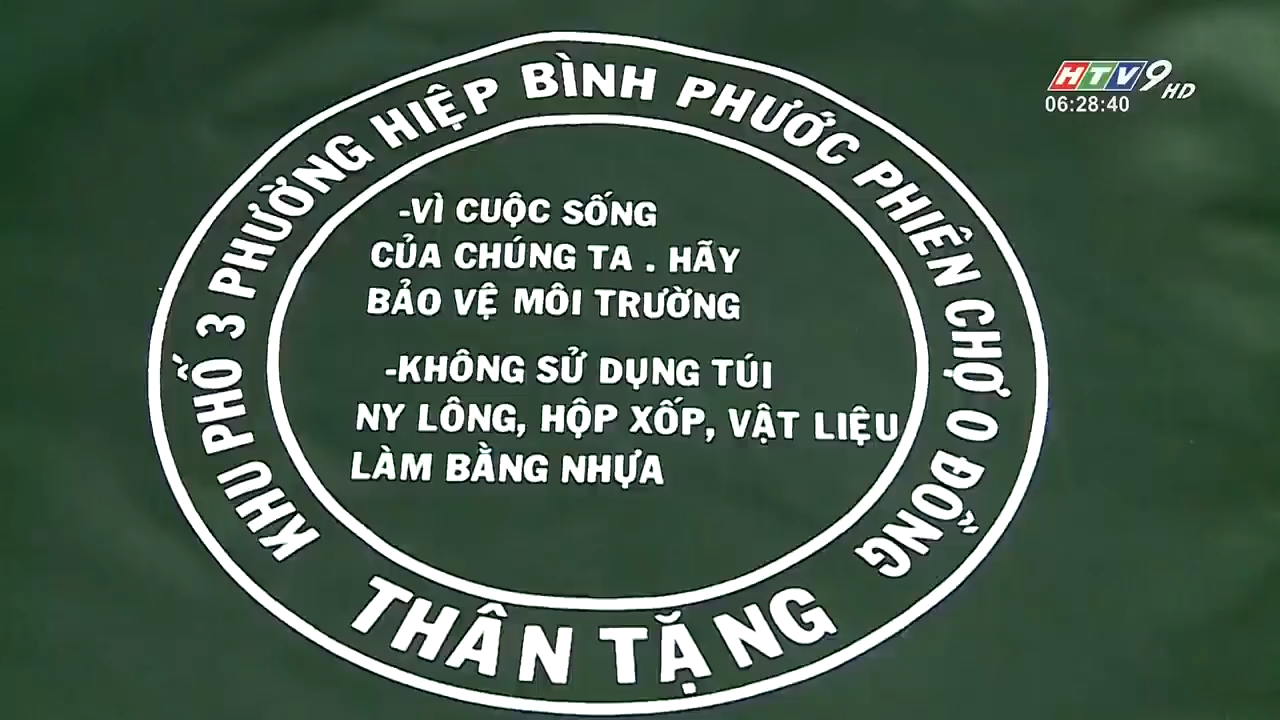 KHU PHỐ 3 PHƯỜNG HIỆP BÌNH PHƯỚC PHIÊN CHỢ 0 ĐỒNG
-VÌ CUỘC SỐNG
CỦA CHÚNG TA . HÃY
BẢO VỆ MÔI TRƯỜNG
-KHÔNG SỬ DỤNG TÚI
NY LÔNG, HỘP XỐP, VẬT LIỆU
LÀM BẰNG NHỰA
THÂN TẶNG
HTV9 HD
06:28:40